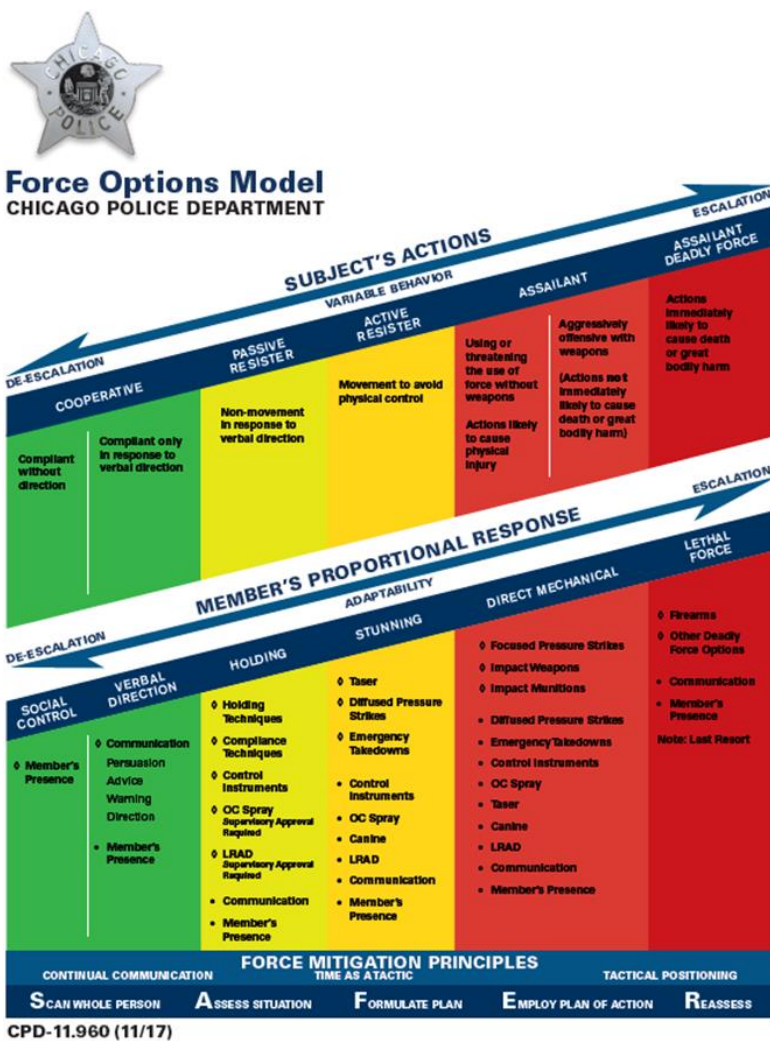 CHICAGO
POLICE
Force Options Model
CHICAGO POLICE DEPARTMENT
ESCALATION
SUBJECT'S ACTIONS
VARIABLE BEHAVIOR
DE-ESCALATION
COOPERATIVE
PASSIVE
RESISTER
ACTIVE
RESISTER
ASSAILANT
ASSAILANT
DEADLY FORCE
Compliant
without
direction
Compliant only
in response to
verbal direction
Non-movement
in response to
verbal direction
Movement to avoid
physical control
Using or
threatening
the use of
force without
weapons
Actions likely
to cause
physical
injury
Aggressively
offensive with
weapons
(Actions not
immediately
likely to cause
death or great
bodily harm)
Actions
immediately
likely to
cause death
or great
bodily harm
ESCALATION
MEMBER'S PROPORTIONAL RESPONSE
ADAPTABILITY
DE-ESCALATION
SOCIAL
CONTROL
VERBAL
DIRECTION
HOLDING
STUNNING
DIRECT MECHANICAL
LETHAL
FORCE
◊ Member's
Presence
◊ Communication
Persuasion
Advice
Warning
Direction
• Member's
Presence
◊ Holding
Techniques
◊ Compliance
Techniques
◊ Control
Instruments
◊ OC Spray
Supervisory Approval
Required
◊ LRAD
Supervisory Approval
Required
• Communication
• Member's
Presence
◊ Taser
◊ Diffused Pressure
Strikes
◊ Emergency
Takedowns
• Control
Instruments
• OC Spray
• Canine
• LRAD
• Communication
• Member's
Presence
◊ Focused Pressure Strikes
◊ Impact Weapons
◊ Impact Munitions
• Diffused Pressure Strikes
• Emergency Takedowns
• Control Instruments
• OC Spray
• Taser
• Canine
• LRAD
• Communication
• Member's Presence
◊ Firearms
◊ Other Deadly
Force Options
• Communication
• Member's
Presence
Note: Last Resort
FORCE MITIGATION PRINCIPLES
CONTINUAL COMMUNICATION TIME AS A TACTIC TACTICAL POSITIONING
SCAN WHOLE PERSON ASSESS SITUATION FORMULATE PLAN EMPLOY PLAN OF ACTION REASSESS
CPD-11.960 (11/17)